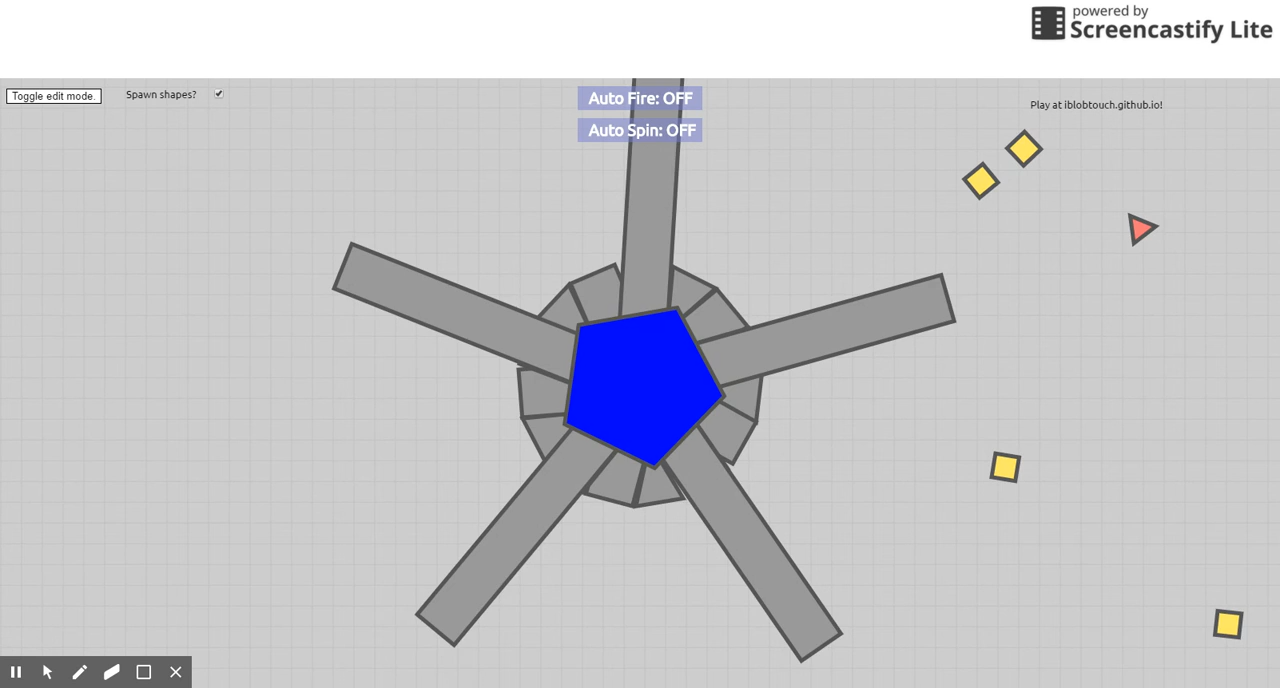 powered by
Screencastify Lite
Toggle edit mode.
Spawn shapes?
Auto Fire: OFF
Auto Spin: OFF
Play at iblobtouch.github.io!